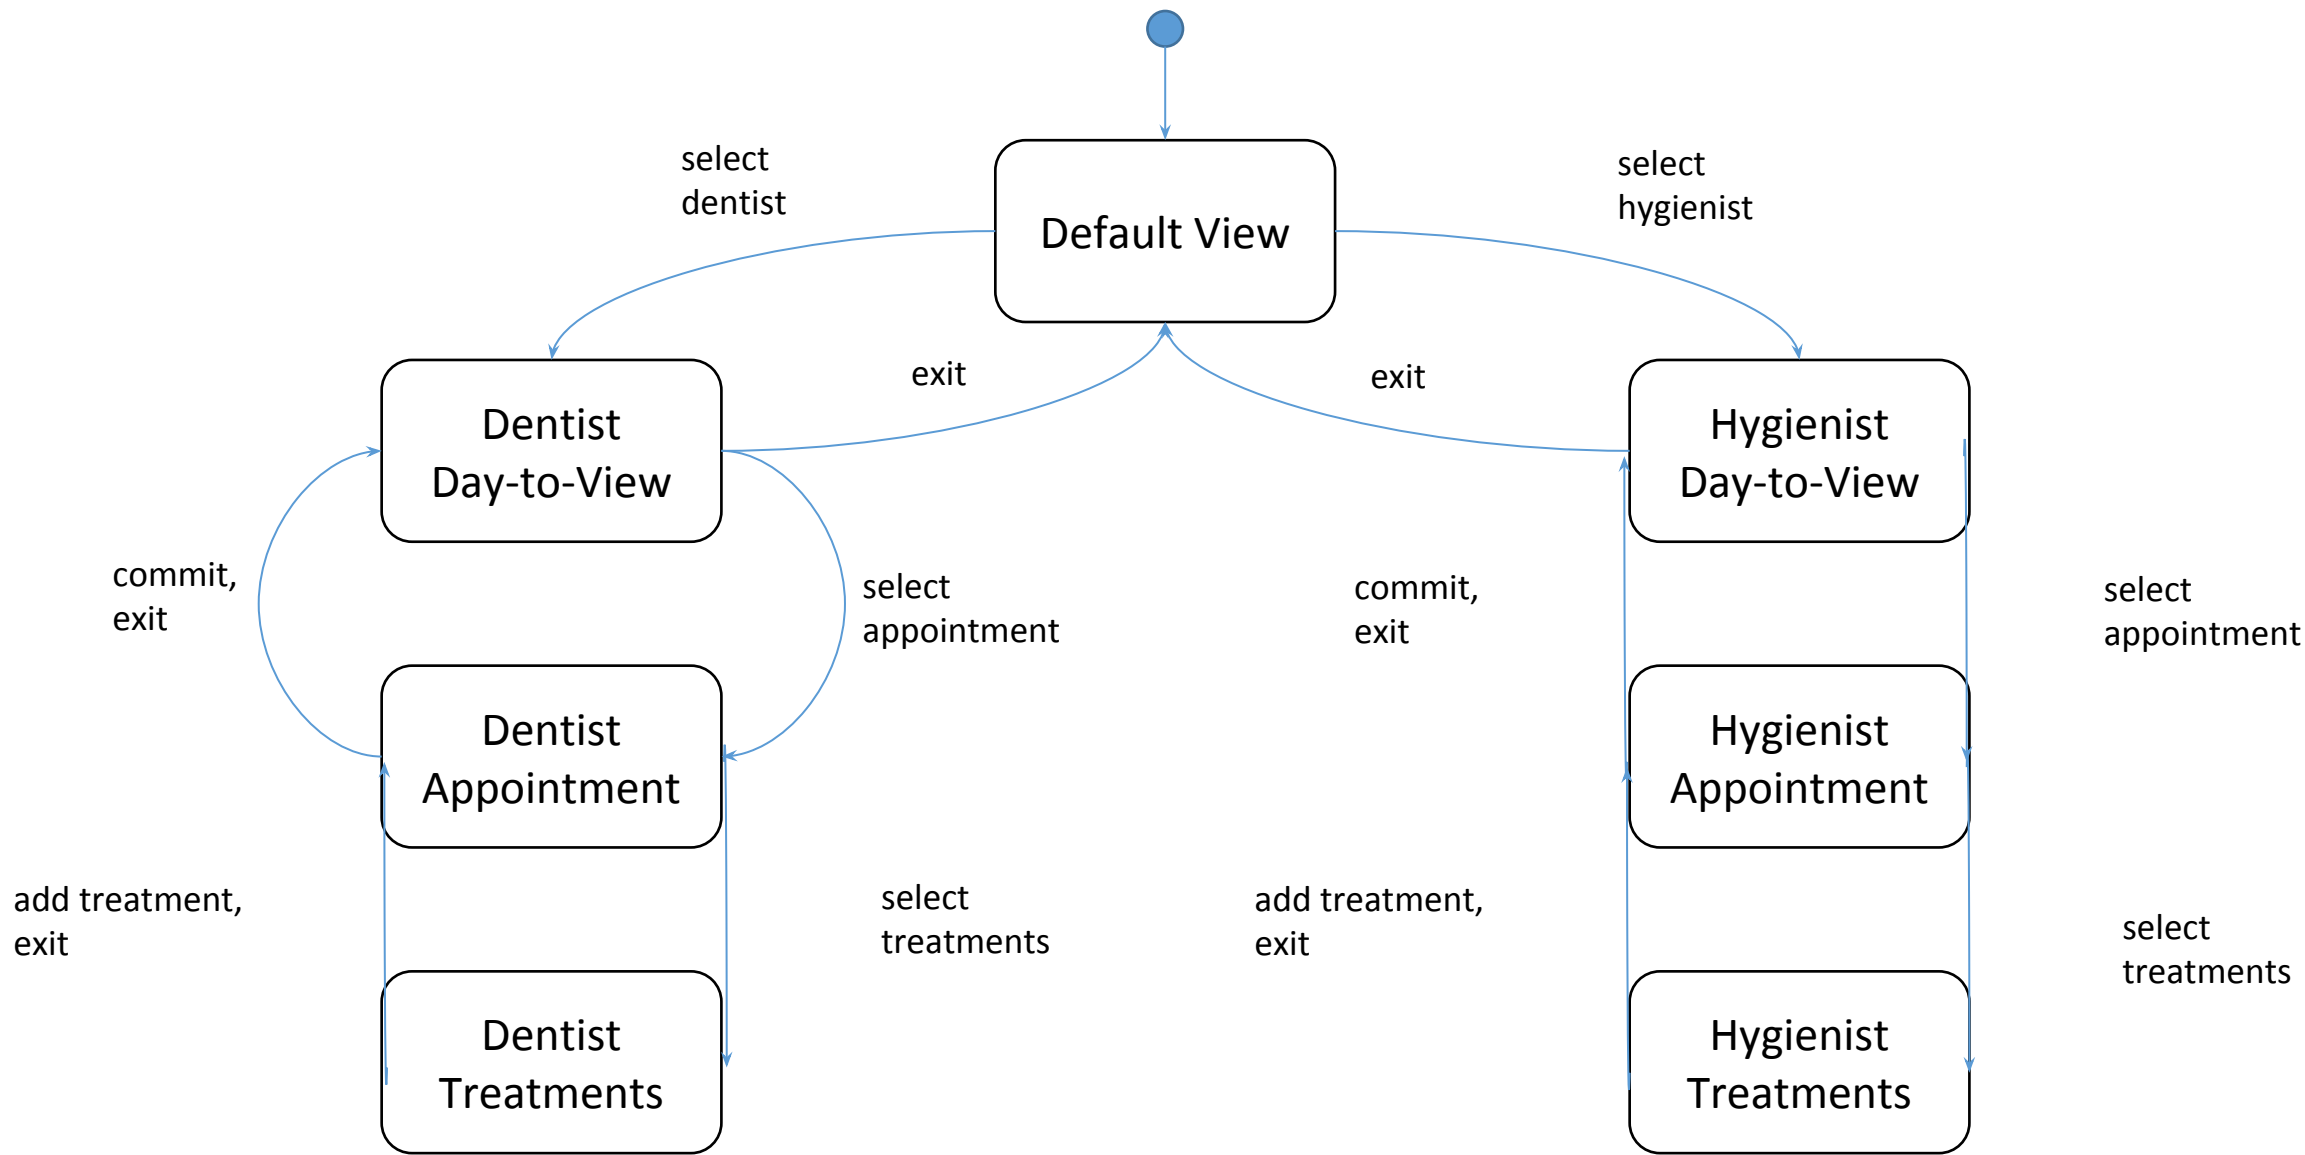 select
dentist
select
hygienist
Default View
exit
exit
Dentist
Day-to-View
Hygienist
Day-to-View
commit,
exit
select
appointment
commit,
exit
select
appointment
Dentist
Appointment
Hygienist
Appointment
add treatment,
exit
select
treatments
add treatment,
exit
select
treatments
Dentist
Treatments
Hygienist
Treatments